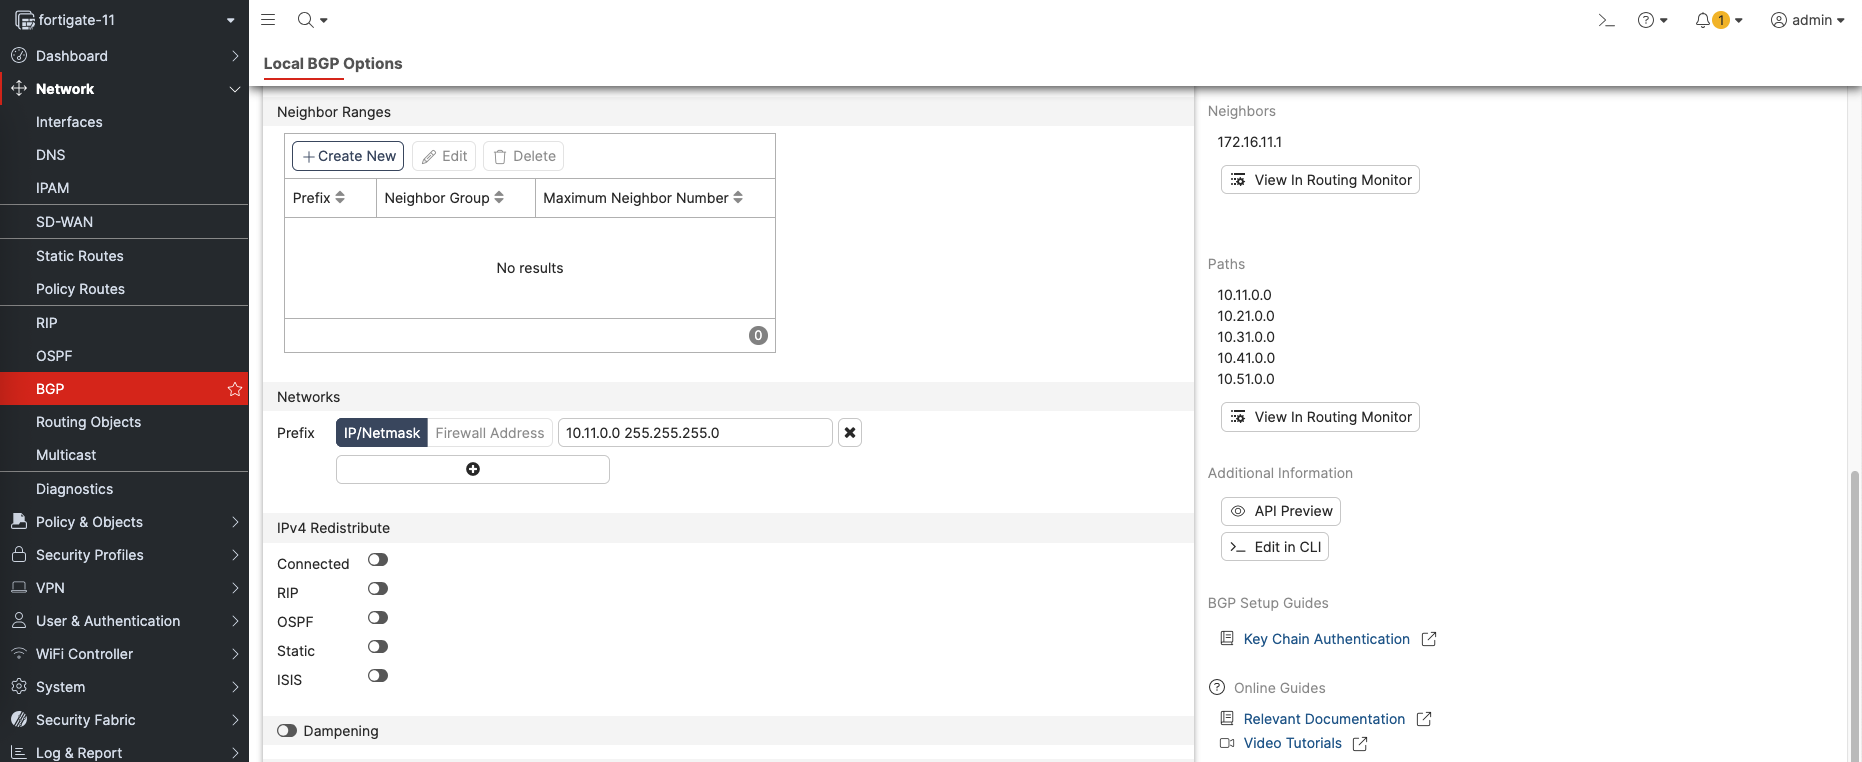 fortigate-11
Dashboard
Network
Interfaces
DNS
IPAM
SD-WAN
Static Routes
Policy Routes
RIP
OSPF
BGP
Routing Objects
Multicast
Diagnostics
Policy & Objects
Security Profiles
VPN
User & Authentication
WiFi Controller
System
Security Fabric
Log & Report
1 admin
Local BGP Options
Neighbor Ranges
Create New Edit Delete
Prefix Neighbor Group Maximum Neighbor Number
No results
0
Networks
Prefix IP/Netmask Firewall Address 10.11.0.0 255.255.255.0
IPv4 Redistribute
Connected
RIP
OSPF
Static
ISIS
Dampening
Neighbors
172.16.11.1
View In Routing Monitor
Paths
10.11.0.0
10.21.0.0
10.31.0.0
10.41.0.0
10.51.0.0
View In Routing Monitor
Additional Information
API Preview
Edit in CLI
BGP Setup Guides
Key Chain Authentication
Online Guides
Relevant Documentation
Video Tutorials